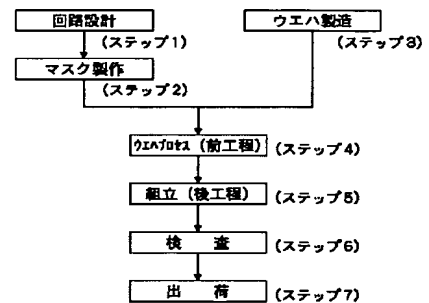 回路設計
(ステップ1)
ウエハ製造
(ステップ3)
マスク製作
(ステップ2)
ウエハプロセス (前工程)
(ステップ4)
組立 (後工程)
(ステップ5)
検 査
(ステップ6)
出 荷
(ステップ7)